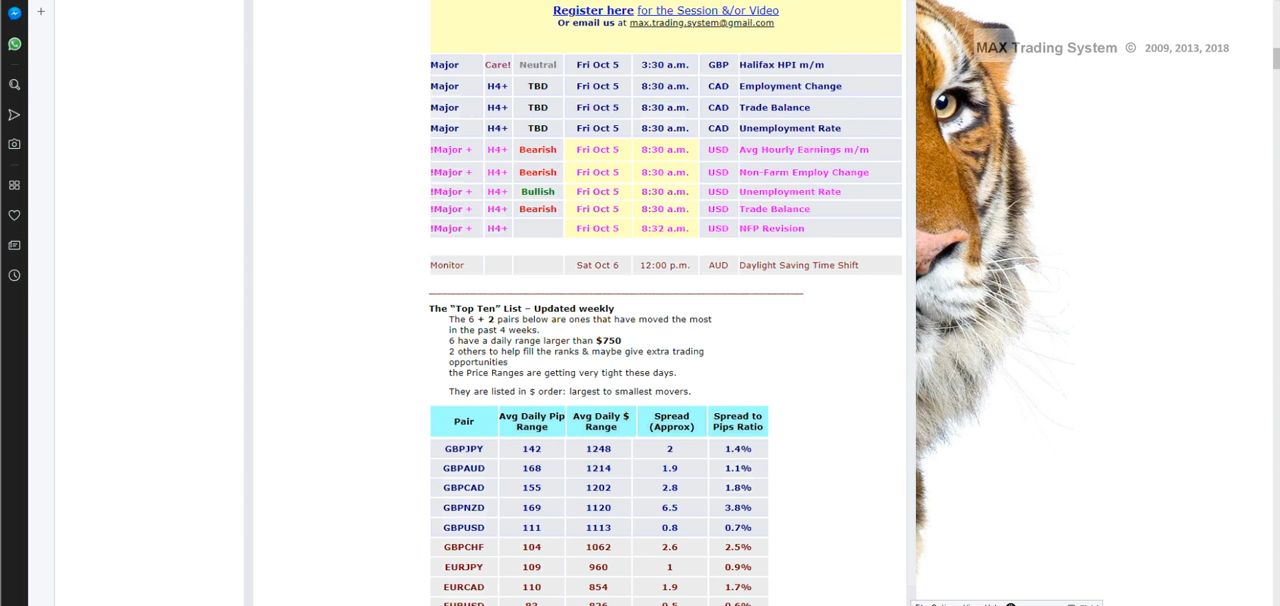 Register here for the Session &/or Video
Or email us at max.trading.system@gmail.com
MAX Trading System © 2009, 2013, 2018
Major Care! Neutral Fri Oct 5 3:30 a.m. GBP Halifax HPI m/m
Major H4+ TBD Fri Oct 5 8:30 a.m. CAD Employment Change
Major H4+ TBD Fri Oct 5 8:30 a.m. CAD Trade Balance
Major H4+ TBD Fri Oct 5 8:30 a.m. CAD Unemployment Rate
!Major + H4+ Bearish Fri Oct 5 8:30 a.m. USD Avg Hourly Earnings m/m
!Major + H4+ Bearish Fri Oct 5 8:30 a.m. USD Non-Farm Employ Change
!Major + H4+ Bullish Fri Oct 5 8:30 a.m. USD Unemployment Rate
!Major + H4+ Bearish Fri Oct 5 8:30 a.m. USD Trade Balance
!Major + H4+ Fri Oct 5 8:32 a.m. USD NFP Revision
Monitor Sat Oct 6 12:00 p.m. AUD Daylight Saving Time Shift
The “Top Ten” List – Updated weekly
The 6 + 2 pairs below are ones that have moved the most
in the past 4 weeks.
6 have a daily range larger than $750
2 others to help fill the ranks & maybe give extra trading
opportunities
the Price Ranges are getting very tight these days.
They are listed in $ order: largest to smallest movers.
Pair Avg Daily Pip Range Avg Daily $ Range Spread (Approx) Spread to Pips Ratio
GBPJPY 142 1248 2 1.4%
GBPAUD 168 1214 1.9 1.1%
GBPCAD 155 1202 2.8 1.8%
GBPNZD 169 1120 6.5 3.8%
GBPUSD 111 1113 0.8 0.7%
GBPCHF 104 1062 2.6 2.5%
EURJPY 109 960 1 0.9%
EURCAD 110 854 1.9 1.7%